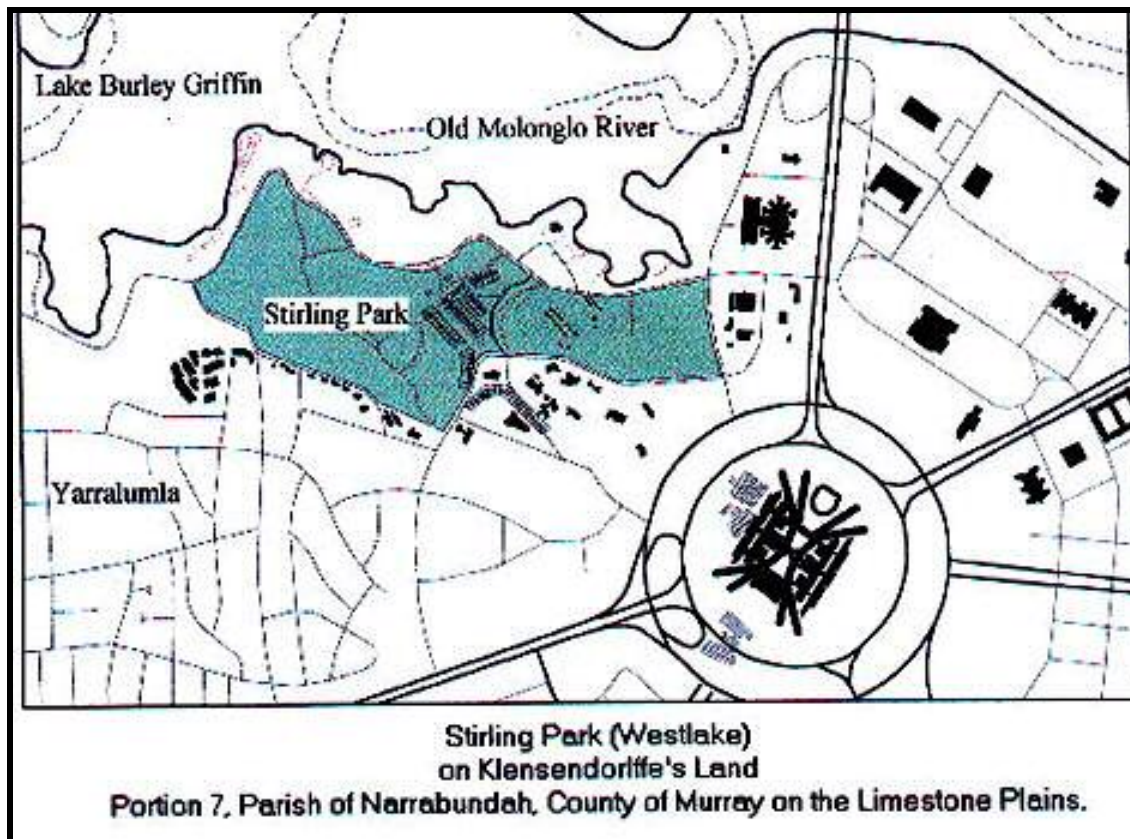 Lake Burley Griffin
Old Molonglo River
Stirling Park
Yarralumla
Stirling Park (Westlake)
on Klensendorlffe's Land
Portion 7, Parish of Narrabundah, County of Murray on the Limestone Plains.